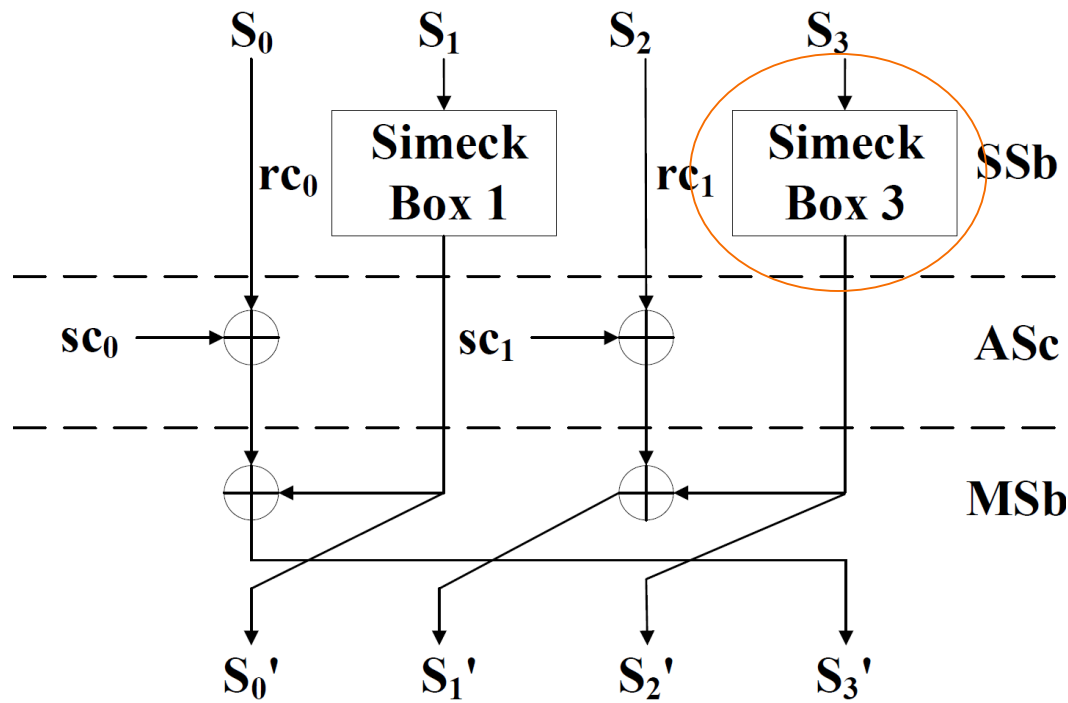 S₀ S₁ S₂ S₃
Simeck
Box 1
Simeck
Box 3
rc₀
rc₁
SSb
sc₀
sc₁
ASc
MSb
S₀' S₁' S₂' S₃'